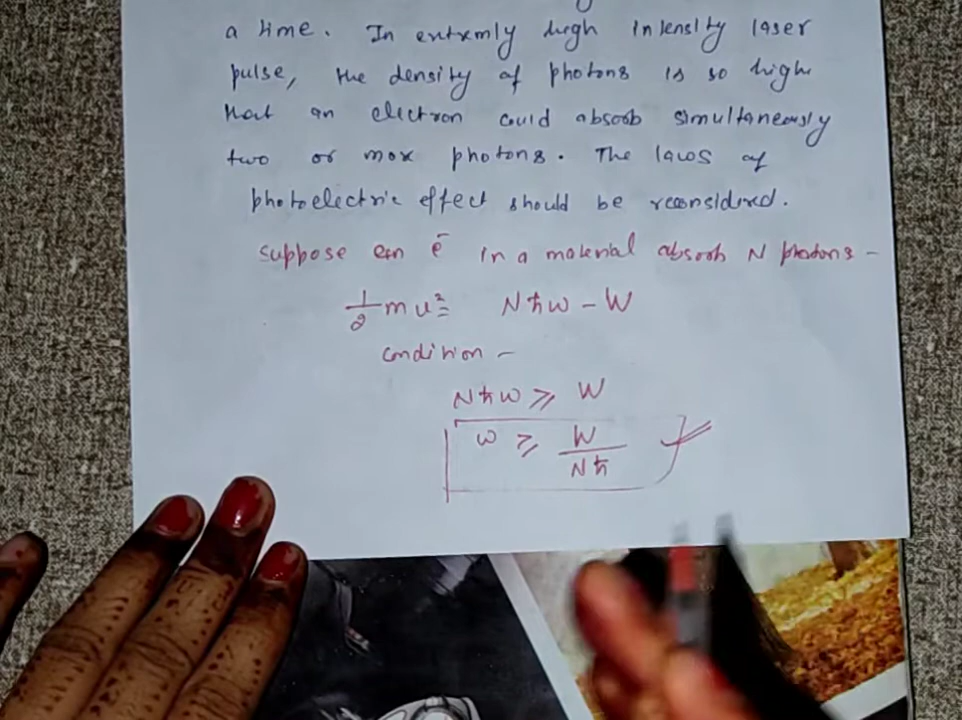 a time. In extremly high intensity laser
pulse, the density of photons is so high
that an electron could absorb simultaneously
two or more photons. The laws of
photoelectric effect should be reconsidered.
Suppose an e⁻ in a material absorb N photons -
1/2 mu² = Nħω - W
condition -
Nħω ≥ W
ω ≥ W/Nħ